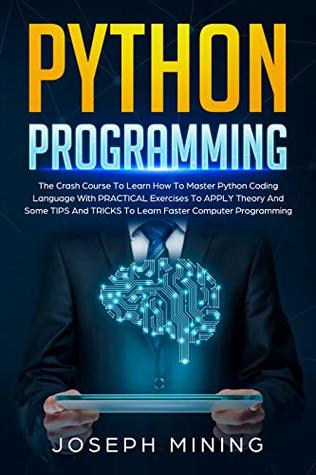 PYTHON
PROGRAMMING
The Crash Course To Learn How To Master Python Coding
Language With PRACTICAL Exercises To APPLY Theory And
Some TIPS And TRICKS To Learn Faster Computer Programming
JOSEPH MINING